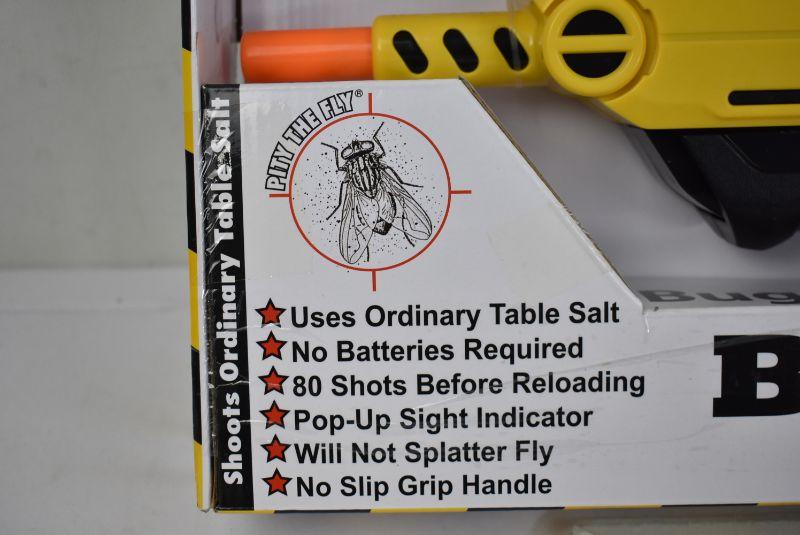 PITY THE FLY®
Shoots Ordinary Table Salt
Uses Ordinary Table Salt
No Batteries Required
80 Shots Before Reloading
Pop-Up Sight Indicator
Will Not Splatter Fly
No Slip Grip Handle
Bug
B